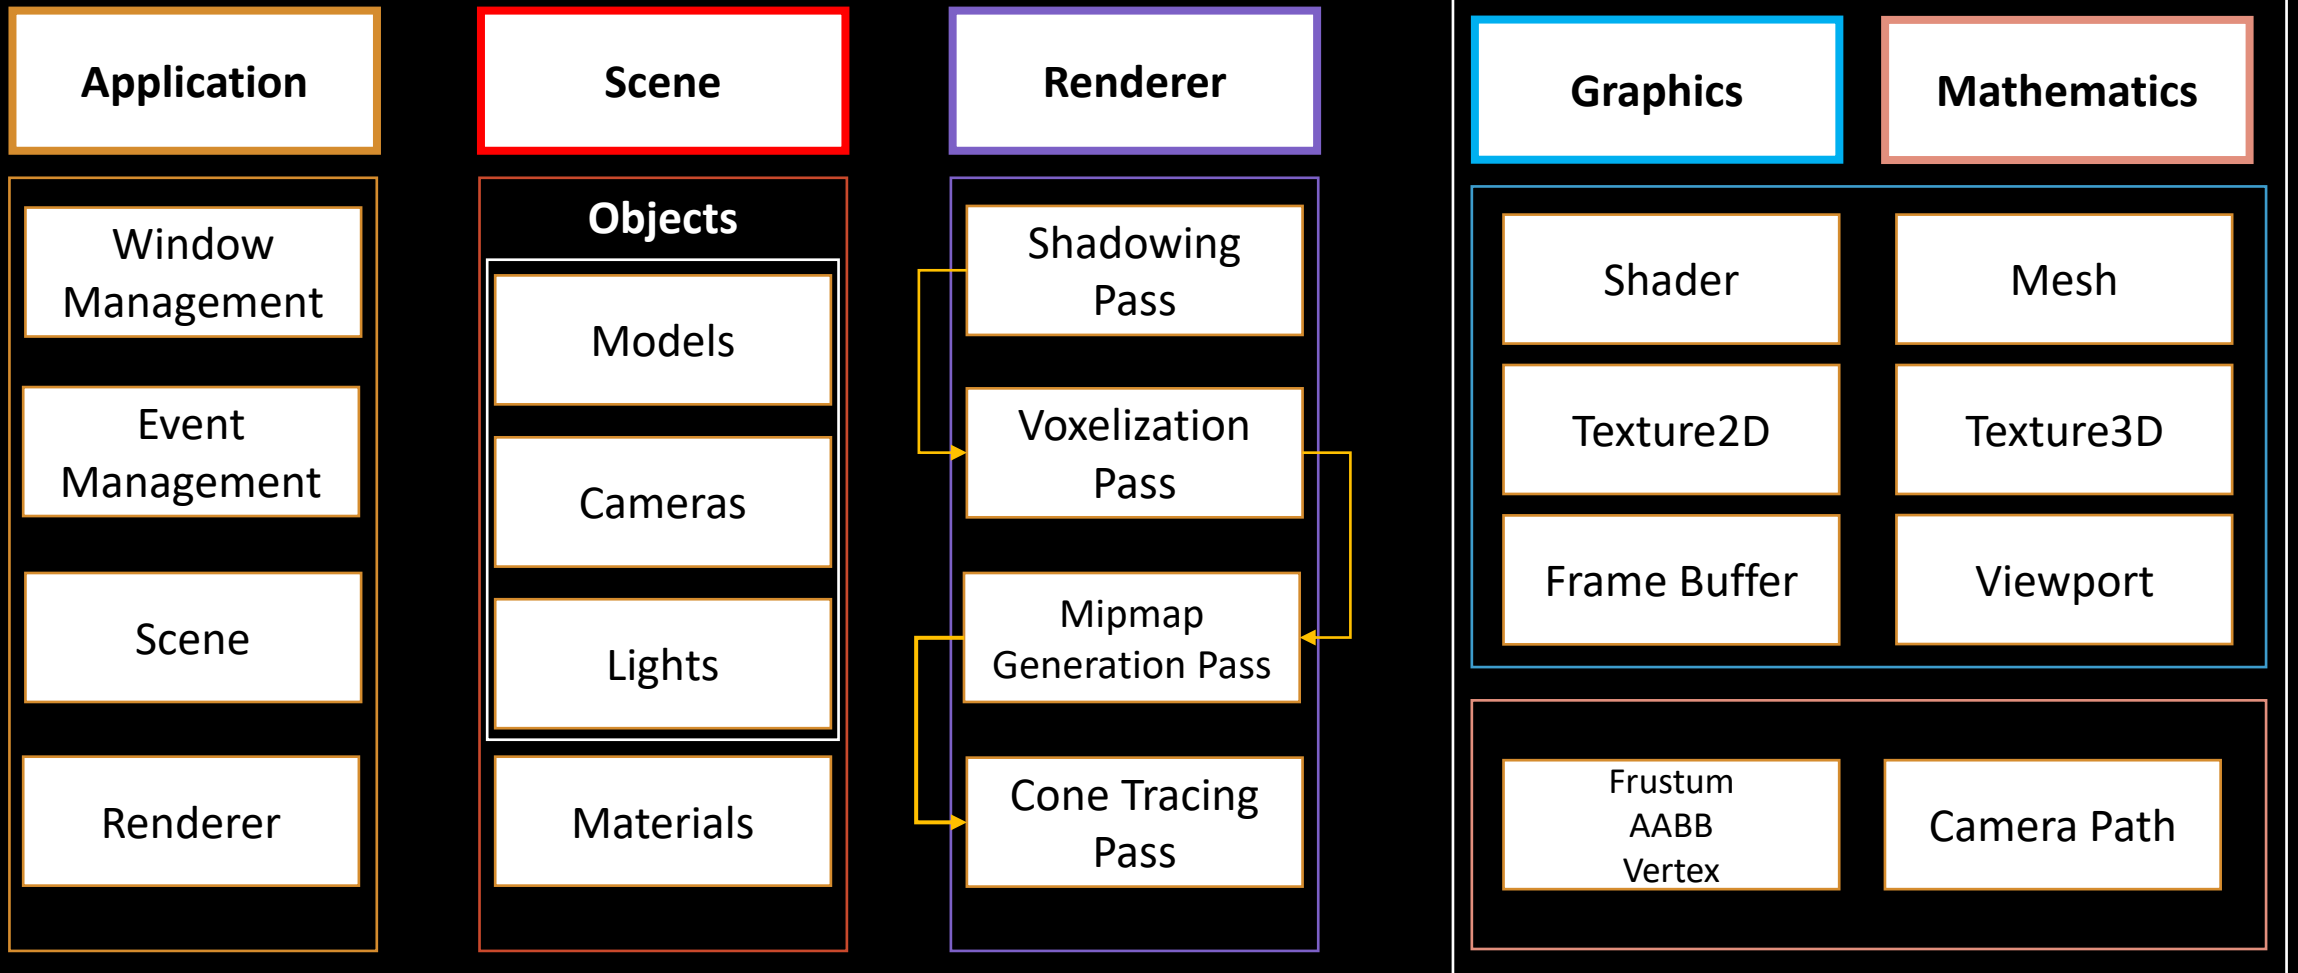 Application
Window
Management
Event
Management
Scene
Renderer
Scene
Objects
Models
Cameras
Lights
Materials
Renderer
Shadowing
Pass
Voxelization
Pass
Mipmap
Generation Pass
Cone Tracing
Pass
Graphics
Mathematics
Shader
Mesh
Texture2D
Texture3D
Frame Buffer
Viewport
Frustum
AABB
Vertex
Camera Path